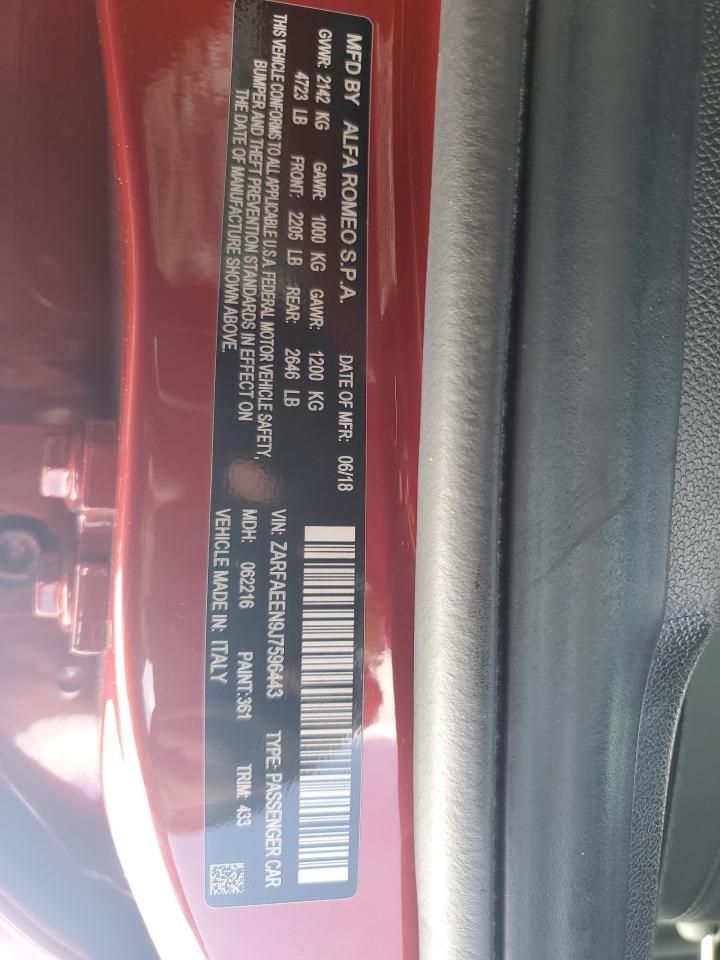 MFD BY ALFA ROMEO S.P.A. DATE OF MFR: 06/18
GVWR: 2142 KG GAWR: 1000 KG GAWR: 1200 KG
4723 LB FRONT: 2205 LB REAR: 2646 LB
THIS VEHICLE CONFORMS TO ALL APPLICABLE U.S.A. FEDERAL MOTOR VEHICLE SAFETY,
BUMPER AND THEFT PREVENTION STANDARDS IN EFFECT ON
THE DATE OF MANUFACTURE SHOWN ABOVE.
VIN: ZARFAEEN9J7596443 TYPE: PASSENGER CAR
MDH: 062216 PAINT:361 TRIM: 433
VEHICLE MADE IN: ITALY